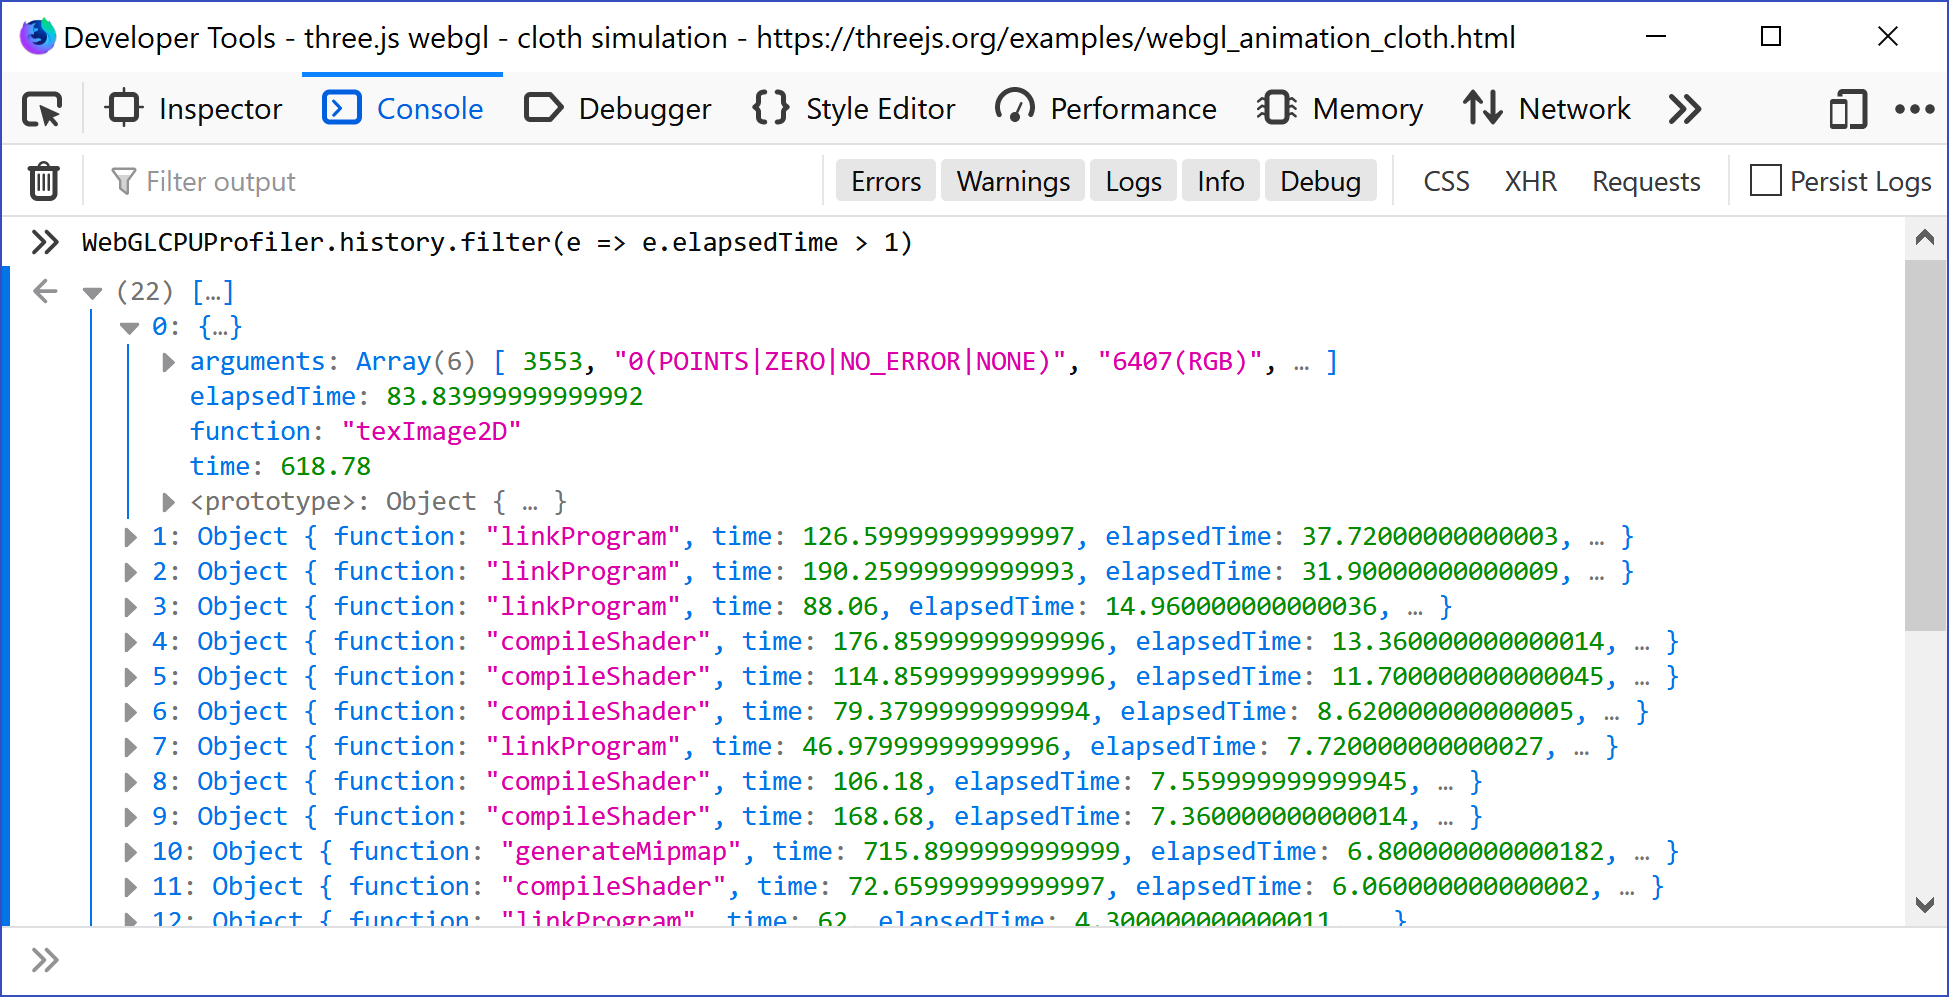 Developer Tools - three.js webgl - cloth simulation - https://threejs.org/examples/webgl_animation_cloth.html
Inspector Console Debugger {} Style Editor Performance Memory Network
Filter output Errors Warnings Logs Info Debug CSS XHR Requests Persist Logs
WebGLCPUProfiler.history.filter(e => e.elapsedTime > 1)
(22) […]
0: {…}
arguments: Array(6) [ 3553, "0(POINTS|ZERO|NO_ERROR|NONE)", "6407(RGB)", … ]
elapsedTime: 83.83999999999992
function: "texImage2D"
time: 618.78
<prototype>: Object { … }
1: Object { function: "linkProgram", time: 126.59999999999997, elapsedTime: 37.72000000000003, … }
2: Object { function: "linkProgram", time: 190.25999999999993, elapsedTime: 31.90000000000009, … }
3: Object { function: "linkProgram", time: 88.06, elapsedTime: 14.960000000000036, … }
4: Object { function: "compileShader", time: 176.85999999999996, elapsedTime: 13.360000000000014, … }
5: Object { function: "compileShader", time: 114.85999999999996, elapsedTime: 11.700000000000045, … }
6: Object { function: "compileShader", time: 79.37999999999994, elapsedTime: 8.620000000000005, … }
7: Object { function: "linkProgram", time: 46.97999999999996, elapsedTime: 7.720000000000027, … }
8: Object { function: "compileShader", time: 106.18, elapsedTime: 7.559999999999945, … }
9: Object { function: "compileShader", time: 168.68, elapsedTime: 7.360000000000014, … }
10: Object { function: "generateMipmap", time: 715.8999999999999, elapsedTime: 6.800000000000182, … }
11: Object { function: "compileShader", time: 72.65999999999997, elapsedTime: 6.060000000000002, … }
12: Object { function: "linkProgram", time: 62, elapsedTime: 4.300000000000011, … }